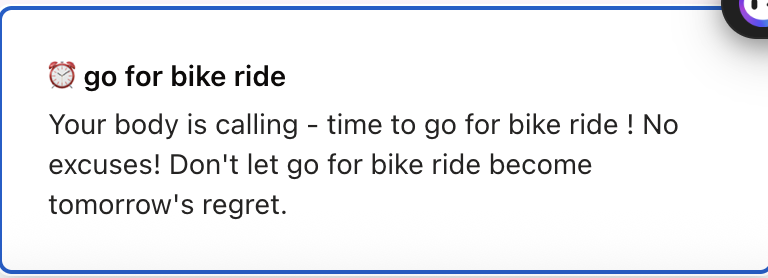 ⏰ go for bike ride
Your body is calling - time to go for bike ride ! No
excuses! Don't let go for bike ride become
tomorrow's regret.